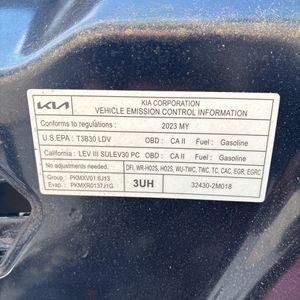 KIA KIA CORPORATION
VEHICLE EMISSION CONTROL INFORMATION
Conforms to regulations : 2023 MY
U.S.EPA : T3B30 LDV OBD : CA II Fuel : Gasoline
California : LEV III SULEV30 PC OBD : CA II Fuel : Gasoline
No adjustments needed. DFI, WR-HO2S, HO2S, WU-TWC, TWC, TC, CAC, EGR, EGRC
Group : PKMXV01.6J13
Evap. : PKMXR0137J1G 3UH 32430-2M018